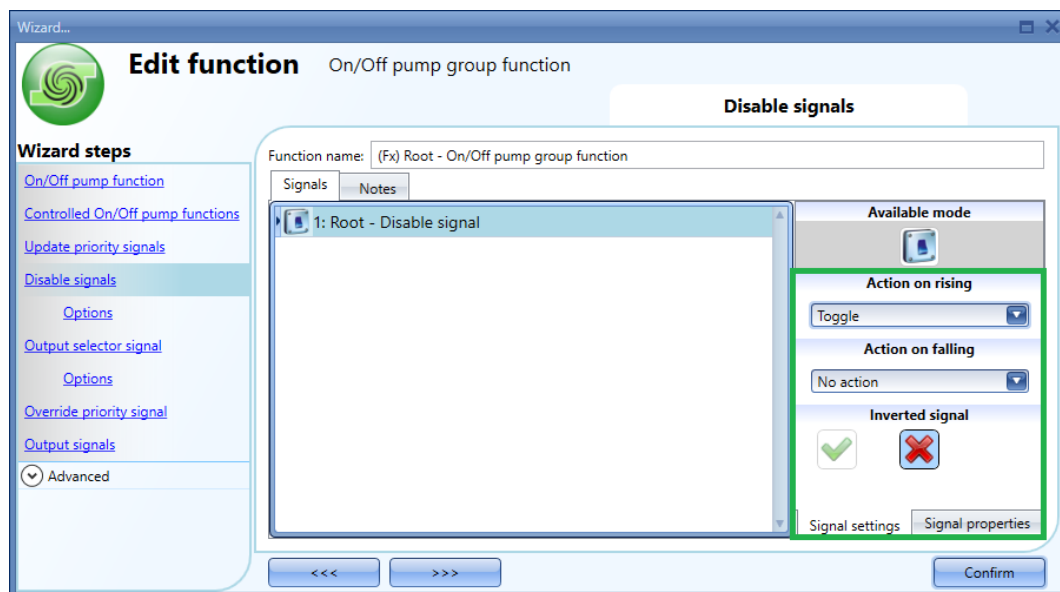 Wizard...
Edit function On/Off pump group function
Disable signals
Wizard steps
On/Off pump function
Controlled On/Off pump functions
Update priority signals
Disable signals
Options
Output selector signal
Options
Override priority signal
Output signals
Advanced
Function name: (Fx) Root - On/Off pump group function
Signals Notes
1: Root - Disable signal
Available mode
Action on rising
Toggle
Action on falling
No action
Inverted signal
Signal settings Signal properties
<<< >>> Confirm